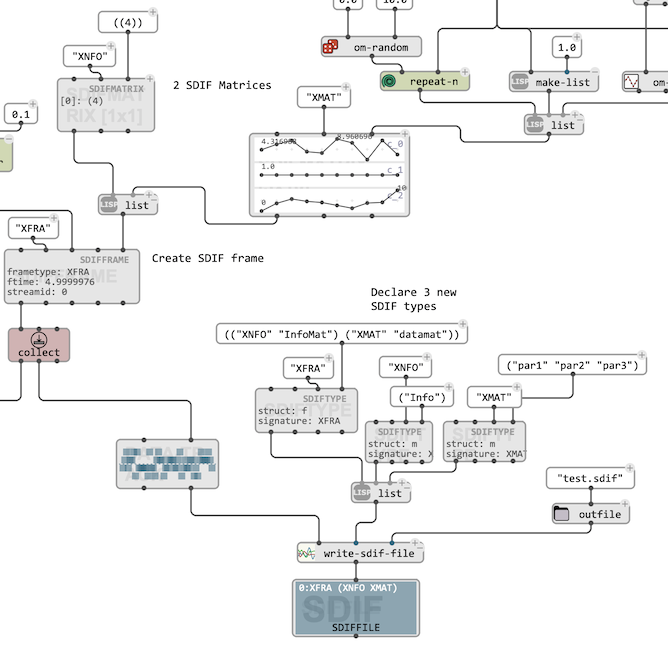 0.0
10.0
((4))
om-random
"XNFO"
1.0
SDIFMATRIX
[0]: (4)
RIX [1x1]
2 SDIF Matrices
repeat-n
make-list
om-
"XMAT"
0.1
list
4.316983
8.960696
c_0
1.0
c_1
10
c_2
0
LISP
list
"XFRA"
SDIFFRAME
frametype: XFRA
ftime: 4.9999976
streamid: 0
Create SDIF frame
Declare 3 new
SDIF types
collect
(("XNFO" "InfoMat") ("XMAT" "datamat"))
"XFRA"
"XNFO"
("par1" "par2" "par3")
("Info")
"XMAT"
SDIFTYPE
struct: f
signature: XFRA
SDIFTYPE
struct: m
signature: X
SDIFTYPE
struct: m
signature: XMA
LISP
list
"test.sdif"
outfile
write-sdif-file
0:XFRA (XNFO XMAT)
SDIF
SDIFFILE